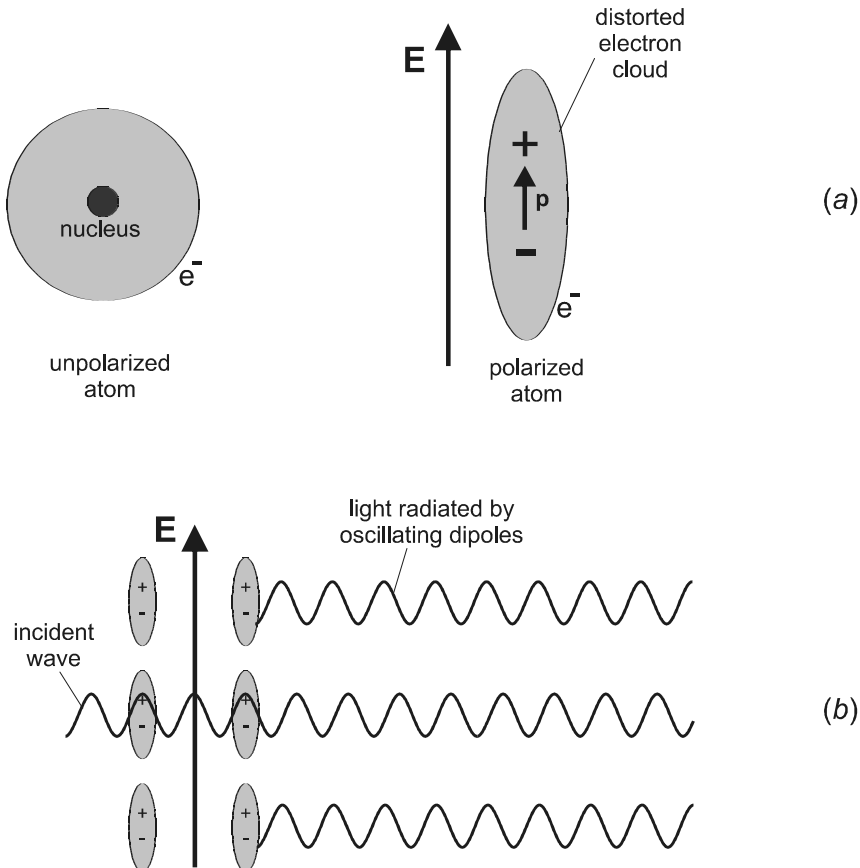 distorted
electron
cloud
E
+
p
-
nucleus
e-
e-
(a)
unpolarized
atom
polarized
atom
light radiated by
oscillating dipoles
E
+
-
+
-
incident
wave
+
-
+
-
(b)
+
-
+
-